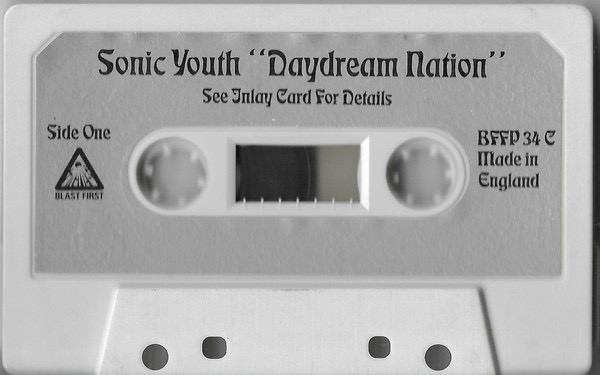 Sonic Youth "Daydream Nation"
See Inlay Card For Details
Side One
BLAST FIRST
BFFP 34 C
Made in
England